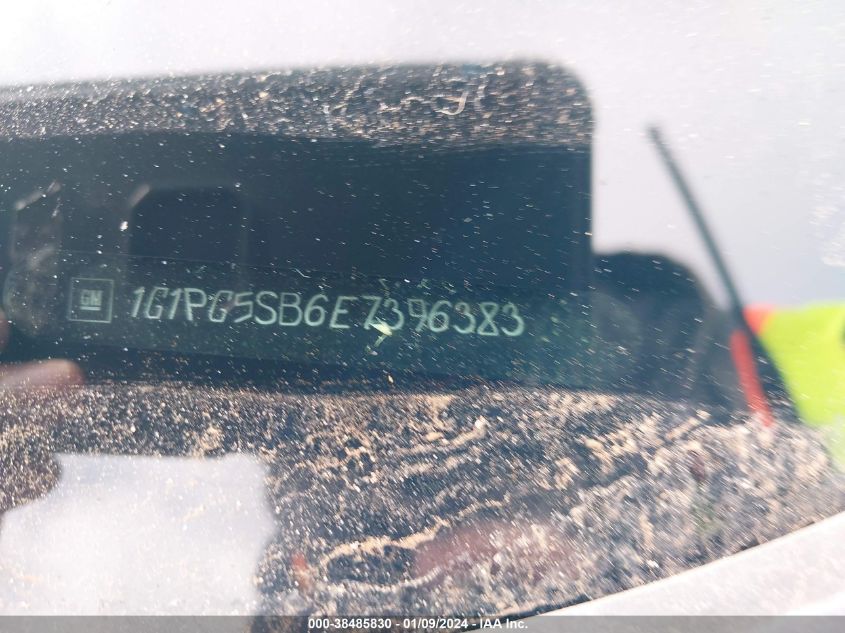 GM 1G1PG5SB6E7396383
000-38485830 - 01/09/2024 - IAA Inc.